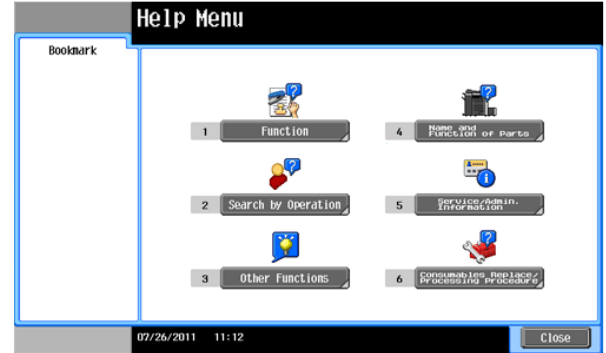 Help Menu
Bookmark
1 Function
4 Name and
Function of Parts
2 Search by Operation
5 Service/Admin.
Information
3 Other Functions
6 Consumables Replace/
Processing Procedure
07/26/2011 11:12
Close